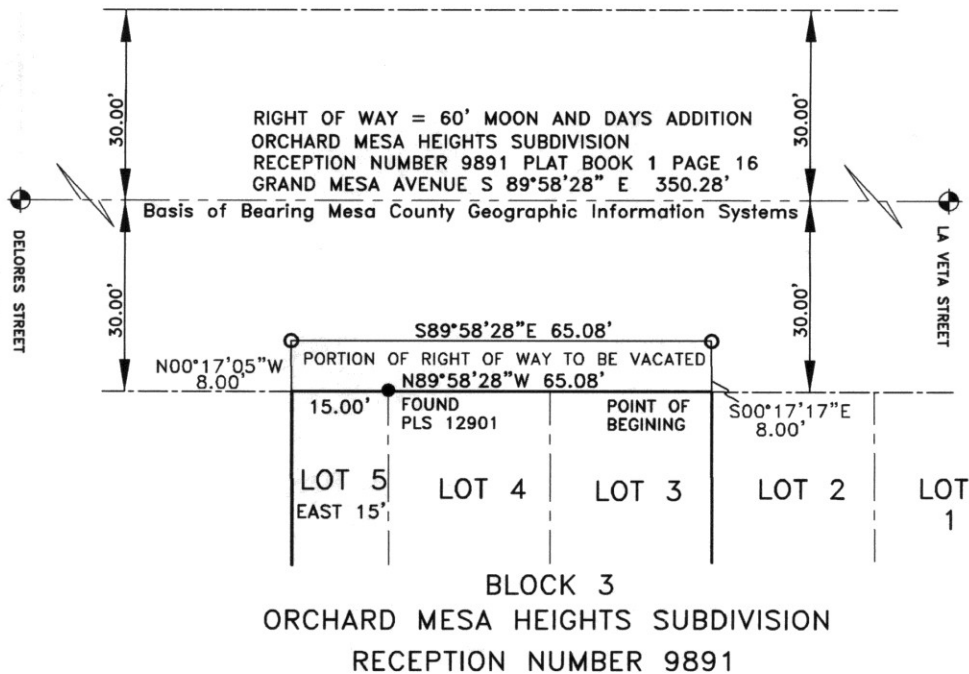 30.00'
30.00'
RIGHT OF WAY = 60' MOON AND DAYS ADDITION
ORCHARD MESA HEIGHTS SUBDIVISION
RECEPTION NUMBER 9891 PLAT BOOK 1 PAGE 16
GRAND MESA AVENUE S 89°58'28" E 350.28'
Basis of Bearing Mesa County Geographic Information Systems
DELORES STREET
LA VETA STREET
30.00'
30.00'
S89°58'28"E 65.08'
PORTION OF RIGHT OF WAY TO BE VACATED
N00°17'05"W
8.00'
N89°58'28"W 65.08'
15.00'
FOUND
PLS 12901
POINT OF
BEGINING
S00°17'17"E
8.00'
LOT 5
EAST 15'
LOT 4
LOT 3
LOT 2
LOT
1
BLOCK 3
ORCHARD MESA HEIGHTS SUBDIVISION
RECEPTION NUMBER 9891